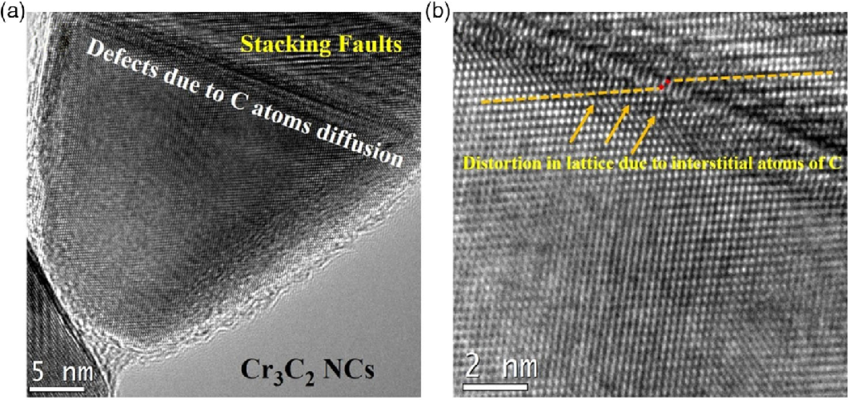 (a)
Stacking Faults
Defects due to C atoms diffusion
5 nm
Cr₃C₂ NCs
(b)
Distortion in lattice due to interstitial atoms of C
2 nm